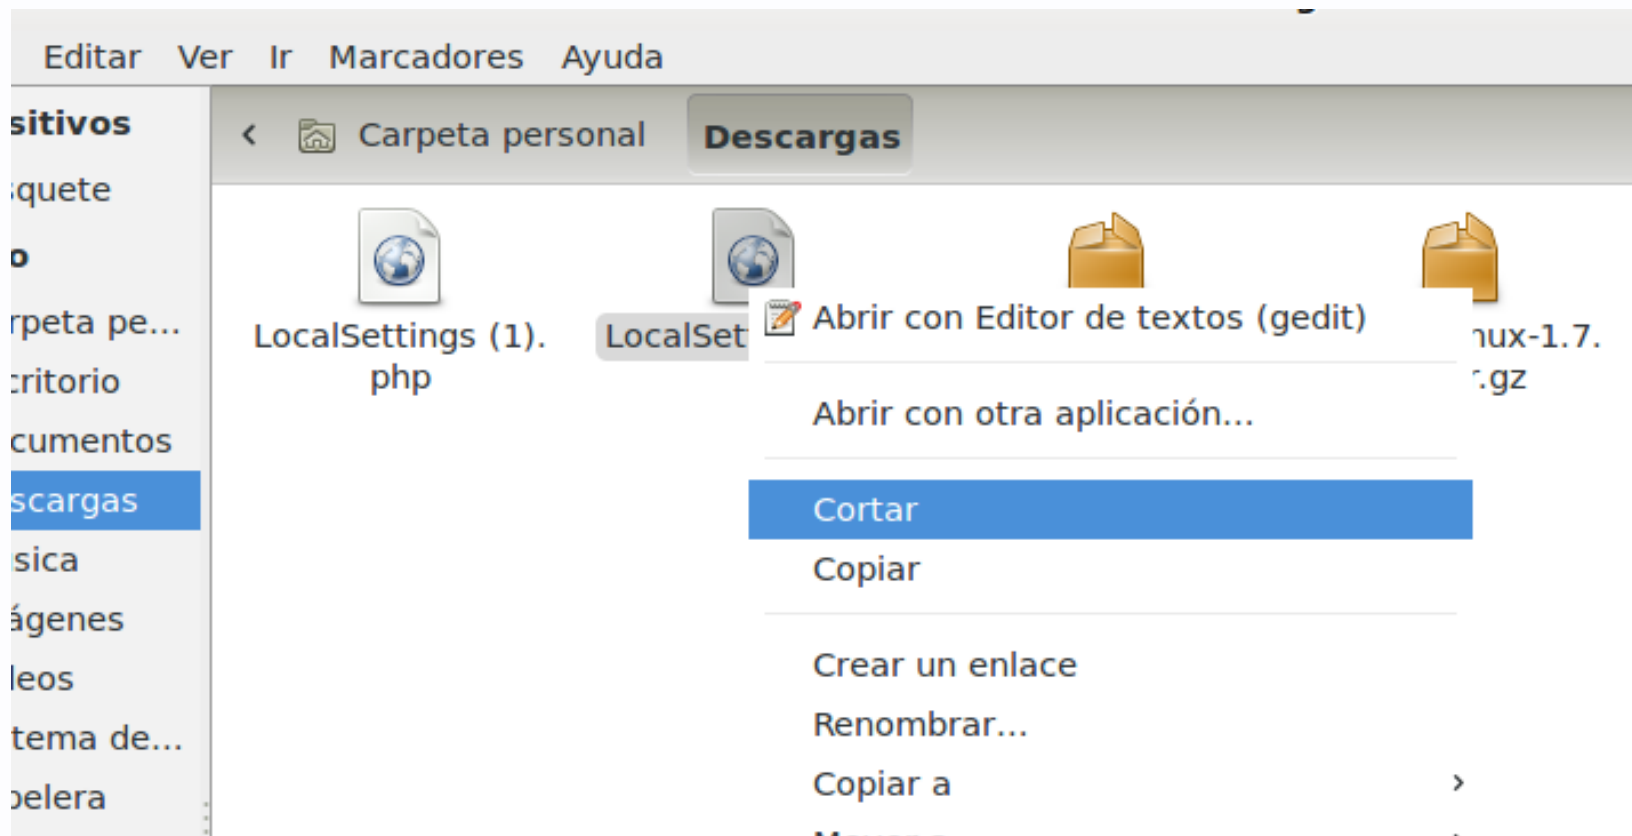 Editar Ver Ir Marcadores Ayuda
sitivos
Carpeta personal Descargas
squete
o
rpeta pe...
critorio
cumentos
scargas
sica
ágenes
leos
tema de...
pelera
LocalSettings (1).
php
LocalSet
nux-1.7.
r.gz
Abrir con Editor de textos (gedit)
Abrir con otra aplicación...
Cortar
Copiar
Crear un enlace
Renombrar...
Copiar a